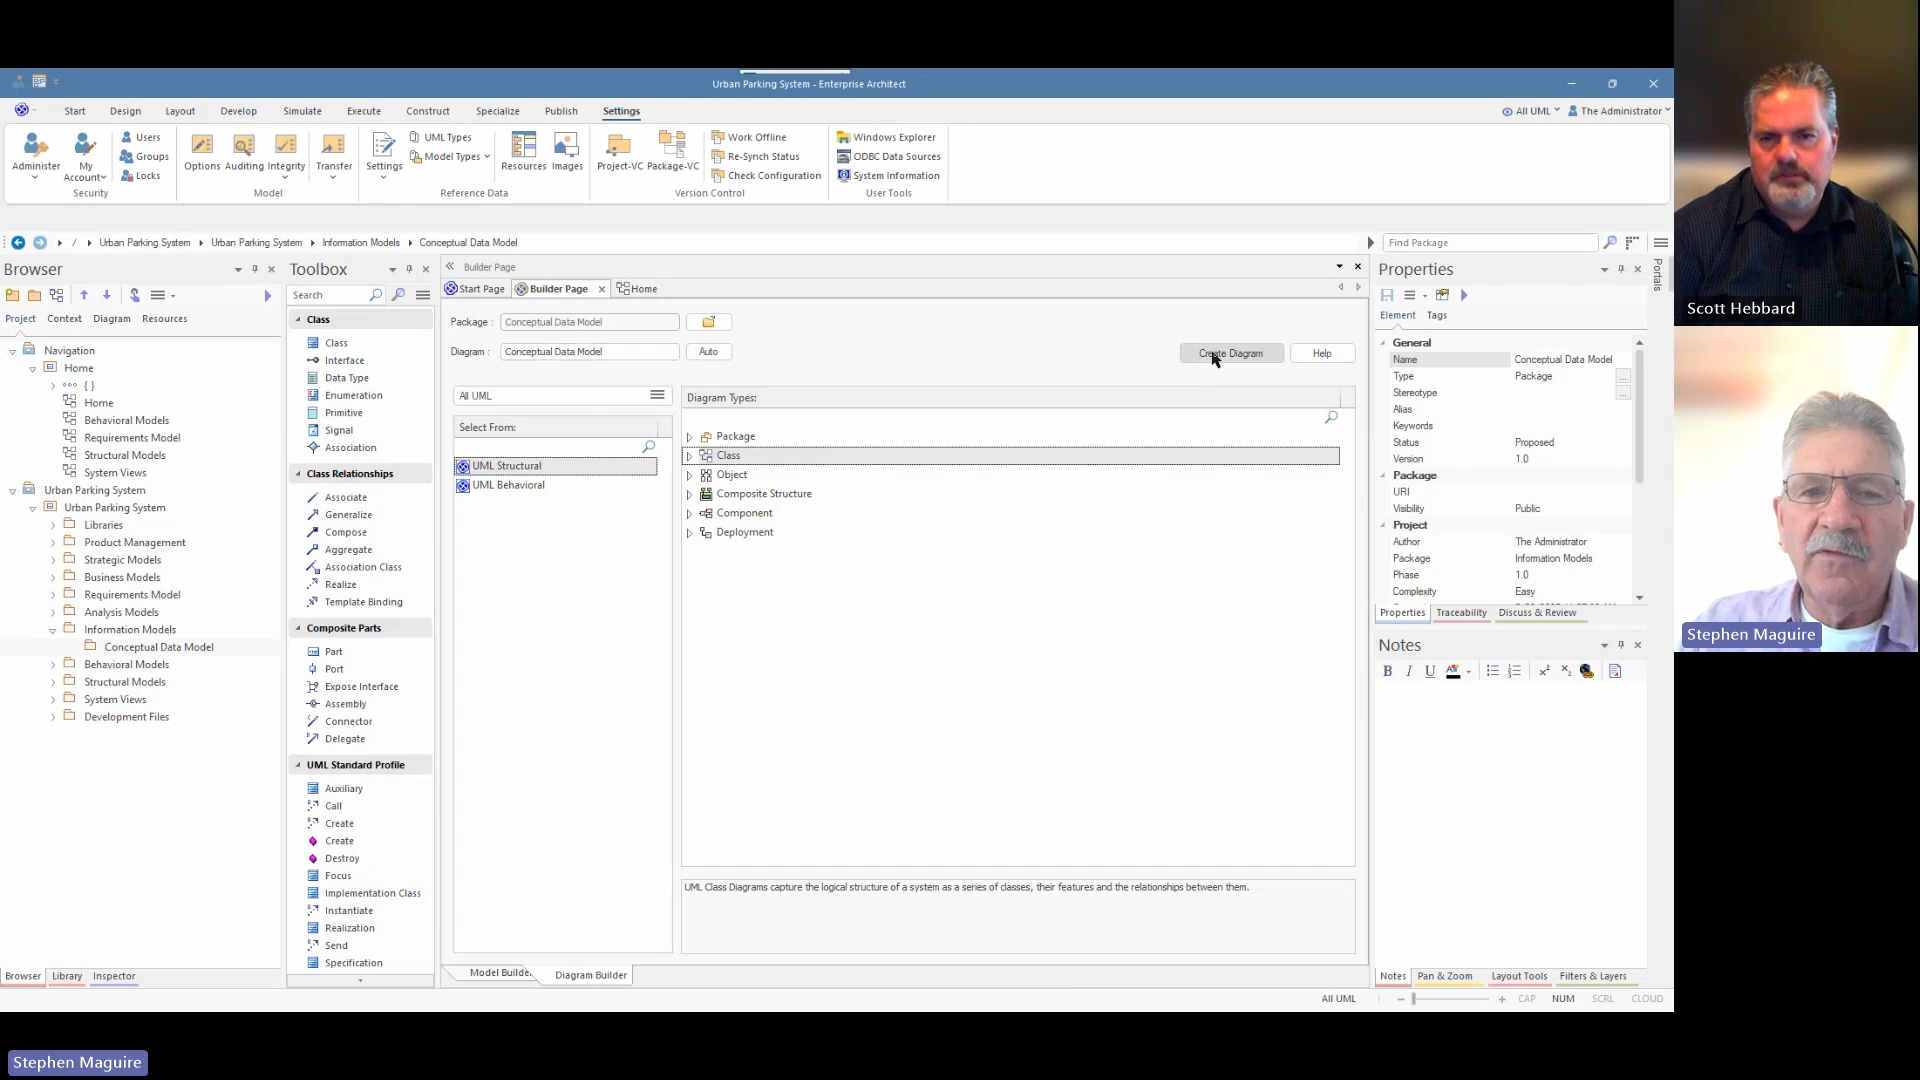 Urban Parking System - Enterprise Architect
Start Design Layout Develop Simulate Execute Construct Specialize Publish Settings
All UML The Administrator
Administer
My Account
Users
Groups
Locks
Security
Options Auditing Integrity Transfer
Model
Settings
UML Types
Model Types
Resources Images
Reference Data
Project-VC Package-VC
Work Offline
Re-Synch Status
Check Configuration
Version Control
Windows Explorer
ODBC Data Sources
System Information
User Tools
/ Urban Parking System Urban Parking System Information Models Conceptual Data Model
Find Package
Browser
Project Context Diagram Resources
Navigation
Home
{ }
Home
Behavioral Models
Requirements Model
Structural Models
System Views
Urban Parking System
Urban Parking System
Libraries
Product Management
Strategic Models
Business Models
Requirements Model
Analysis Models
Information Models
Conceptual Data Model
Behavioral Models
Structural Models
System Views
Development Files
Browser Library Inspector
Toolbox
Search
Class
Class
Interface
Data Type
Enumeration
Primitive
Signal
Association
Class Relationships
Associate
Generalize
Compose
Aggregate
Association Class
Realize
Template Binding
Composite Parts
Part
Port
Expose Interface
Assembly
Connector
Delegate
UML Standard Profile
Auxiliary
Call
Create
Create
Destroy
Focus
Implementation Class
Instantiate
Realization
Send
Specification
Builder Page
Start Page Builder Page Home
Package : Conceptual Data Model
Diagram : Conceptual Data Model Auto
Create Diagram Help
All UML
Select From:
UML Structural
UML Behavioral
Diagram Types:
Package
Class
Object
Composite Structure
Component
Deployment
UML Class Diagrams capture the logical structure of a system as a series of classes, their features and the relationships between them.
Model Builder Diagram Builder
Properties
Element Tags
General
Name Conceptual Data Model
Type Package
Stereotype
Alias
Keywords
Status Proposed
Version 1.0
Package
URI
Visibility Public
Project
Author The Administrator
Package Information Models
Phase 1.0
Complexity Easy
Properties Traceability Discuss & Review
Portals
Notes
B I U
Notes Pan & Zoom Layout Tools Filters & Layers
All UML CAP NUM SCRL CLOUD
Scott Hebbard
Stephen Maguire
Stephen Maguire